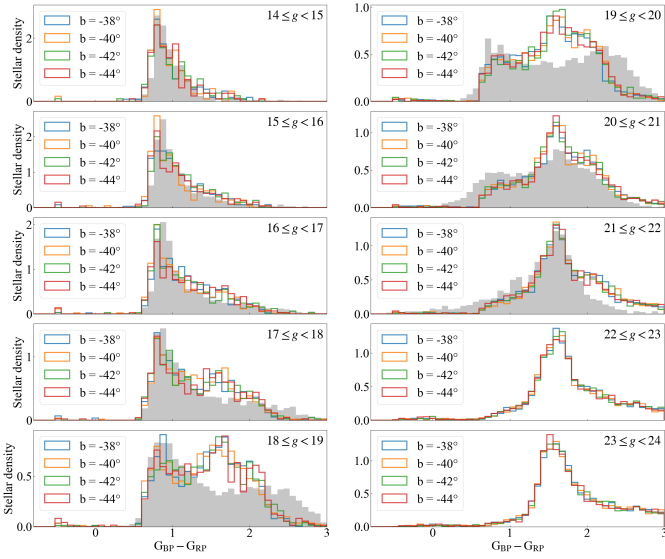 14 ≤ g < 15
b = -38°
b = -40°
b = -42°
b = -44°
Stellar density
2
0
15 ≤ g < 16
b = -38°
b = -40°
b = -42°
b = -44°
Stellar density
2
1
0
16 ≤ g < 17
b = -38°
b = -40°
b = -42°
b = -44°
Stellar density
2
1
0
17 ≤ g < 18
b = -38°
b = -40°
b = -42°
b = -44°
Stellar density
1
0
18 ≤ g < 19
b = -38°
b = -40°
b = -42°
b = -44°
Stellar density
0.5
0.0
0 1 2 3
G_BP − G_RP
19 ≤ g < 20
b = -38°
b = -40°
b = -42°
b = -44°
1.0
0.5
0.0
20 ≤ g < 21
b = -38°
b = -40°
b = -42°
b = -44°
1.0
0.5
0.0
21 ≤ g < 22
b = -38°
b = -40°
b = -42°
b = -44°
1.0
0.5
0.0
22 ≤ g < 23
b = -38°
b = -40°
b = -42°
b = -44°
1.0
0.5
0.0
23 ≤ g < 24
b = -38°
b = -40°
b = -42°
b = -44°
1.0
0.5
0.0
0 1 2 3
G_BP − G_RP